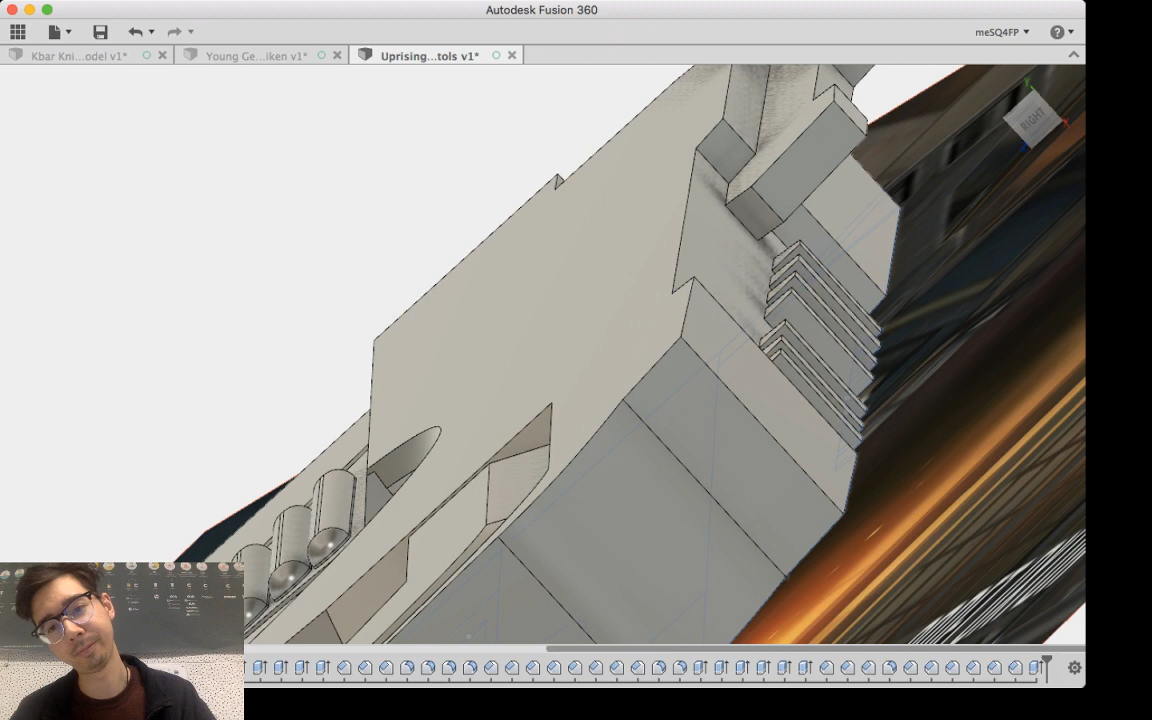 Autodesk Fusion 360
meSQ4FP
Kbar Kni...odel v1*
Young Ge...iken v1*
Uprising...tols v1*
RIGHT